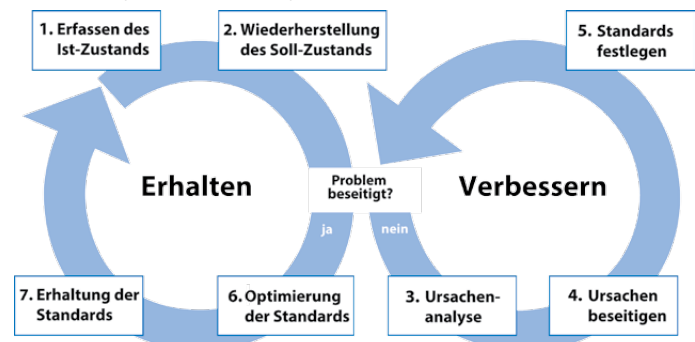 1. Erfassen des
Ist-Zustands
2. Wiederherstellung
des Soll-Zustands
5. Standards
festlegen
Erhalten
Problem
beseitigt?
Verbessern
ja
nein
7. Erhaltung der
Standards
6. Optimierung
der Standards
3. Ursachen-
analyse
4. Ursachen
beseitigen